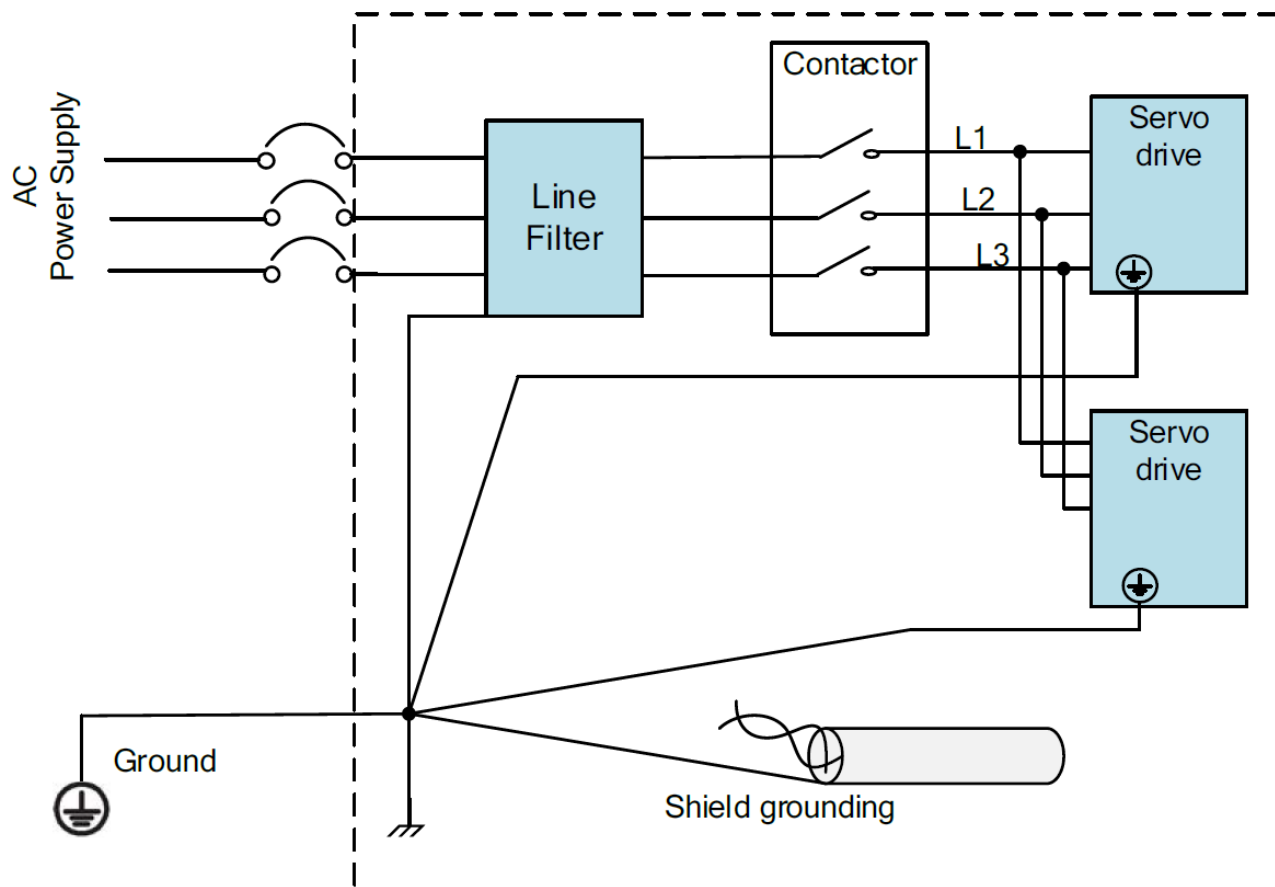 AC
Power Supply
Line
Filter
Contactor
L1
L2
L3
Servo
drive
Servo
drive
Ground
Shield grounding